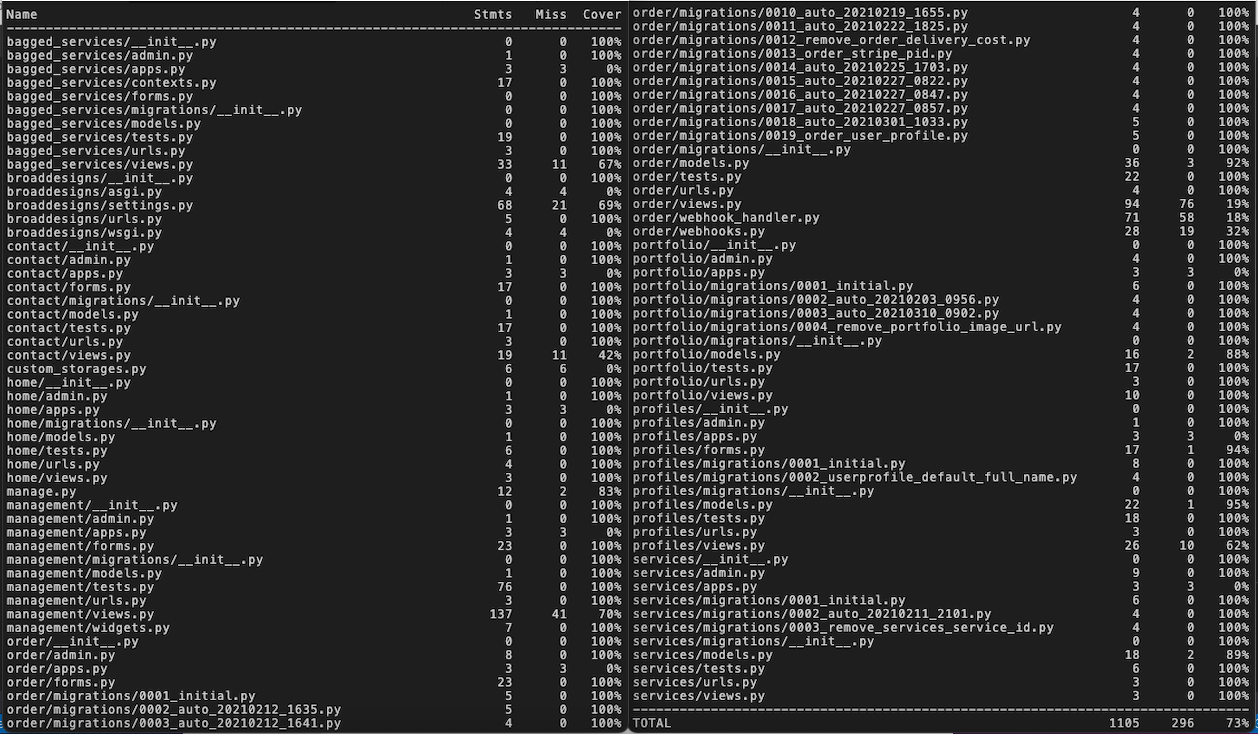 Name Stmts Miss Cover
--------------------------------------------------------------------------------
bagged_services/__init__.py 0 0 100%
bagged_services/admin.py 1 0 100%
bagged_services/apps.py 3 3 0%
bagged_services/contexts.py 17 0 100%
bagged_services/forms.py 0 0 100%
bagged_services/migrations/__init__.py 0 0 100%
bagged_services/models.py 0 0 100%
bagged_services/tests.py 19 0 100%
bagged_services/urls.py 3 0 100%
bagged_services/views.py 33 11 67%
broaddesigns/__init__.py 0 0 100%
broaddesigns/asgi.py 4 4 0%
broaddesigns/settings.py 68 21 69%
broaddesigns/urls.py 5 0 100%
broaddesigns/wsgi.py 4 4 0%
contact/__init__.py 0 0 100%
contact/admin.py 1 0 100%
contact/apps.py 3 3 0%
contact/forms.py 17 0 100%
contact/migrations/__init__.py 0 0 100%
contact/models.py 1 0 100%
contact/tests.py 17 0 100%
contact/urls.py 3 0 100%
contact/views.py 19 11 42%
custom_storages.py 6 6 0%
home/__init__.py 0 0 100%
home/admin.py 1 0 100%
home/apps.py 3 3 0%
home/migrations/__init__.py 0 0 100%
home/models.py 1 0 100%
home/tests.py 6 0 100%
home/urls.py 4 0 100%
home/views.py 3 0 100%
manage.py 12 2 83%
management/__init__.py 0 0 100%
management/admin.py 1 0 100%
management/apps.py 3 3 0%
management/forms.py 23 0 100%
management/migrations/__init__.py 0 0 100%
management/models.py 1 0 100%
management/tests.py 76 0 100%
management/urls.py 3 0 100%
management/views.py 137 41 70%
management/widgets.py 7 0 100%
order/__init__.py 0 0 100%
order/admin.py 8 0 100%
order/apps.py 3 3 0%
order/forms.py 23 0 100%
order/migrations/0001_initial.py 5 0 100%
order/migrations/0002_auto_20210212_1635.py 5 0 100%
order/migrations/0003_auto_20210212_1641.py 4 0 100%
order/migrations/0010_auto_20210219_1655.py 4 0 100%
order/migrations/0011_auto_20210222_1825.py 4 0 100%
order/migrations/0012_remove_order_delivery_cost.py 4 0 100%
order/migrations/0013_order_stripe_pid.py 4 0 100%
order/migrations/0014_auto_20210225_1703.py 4 0 100%
order/migrations/0015_auto_20210227_0822.py 4 0 100%
order/migrations/0016_auto_20210227_0847.py 4 0 100%
order/migrations/0017_auto_20210227_0857.py 4 0 100%
order/migrations/0018_auto_20210301_1033.py 5 0 100%
order/migrations/0019_order_user_profile.py 5 0 100%
order/migrations/__init__.py 0 0 100%
order/models.py 36 3 92%
order/tests.py 22 0 100%
order/urls.py 4 0 100%
order/views.py 94 76 19%
order/webhook_handler.py 71 58 18%
order/webhooks.py 28 19 32%
portfolio/__init__.py 0 0 100%
portfolio/admin.py 4 0 100%
portfolio/apps.py 3 3 0%
portfolio/migrations/0001_initial.py 6 0 100%
portfolio/migrations/0002_auto_20210203_0956.py 4 0 100%
portfolio/migrations/0003_auto_20210310_0902.py 4 0 100%
portfolio/migrations/0004_remove_portfolio_image_url.py 4 0 100%
portfolio/migrations/__init__.py 0 0 100%
portfolio/models.py 16 2 88%
portfolio/tests.py 17 0 100%
portfolio/urls.py 3 0 100%
portfolio/views.py 10 0 100%
profiles/__init__.py 0 0 100%
profiles/admin.py 1 0 100%
profiles/apps.py 3 3 0%
profiles/forms.py 17 1 94%
profiles/migrations/0001_initial.py 8 0 100%
profiles/migrations/0002_userprofile_default_full_name.py 4 0 100%
profiles/migrations/__init__.py 0 0 100%
profiles/models.py 22 1 95%
profiles/tests.py 18 0 100%
profiles/urls.py 3 0 100%
profiles/views.py 26 10 62%
services/__init__.py 0 0 100%
services/admin.py 9 0 100%
services/apps.py 3 3 0%
services/migrations/0001_initial.py 6 0 100%
services/migrations/0002_auto_20210211_2101.py 4 0 100%
services/migrations/0003_remove_services_service_id.py 4 0 100%
services/migrations/__init__.py 0 0 100%
services/models.py 18 2 89%
services/tests.py 6 0 100%
services/urls.py 3 0 100%
services/views.py 3 0 100%
--------------------------------------------------------------------------------
TOTAL 1105 296 73%